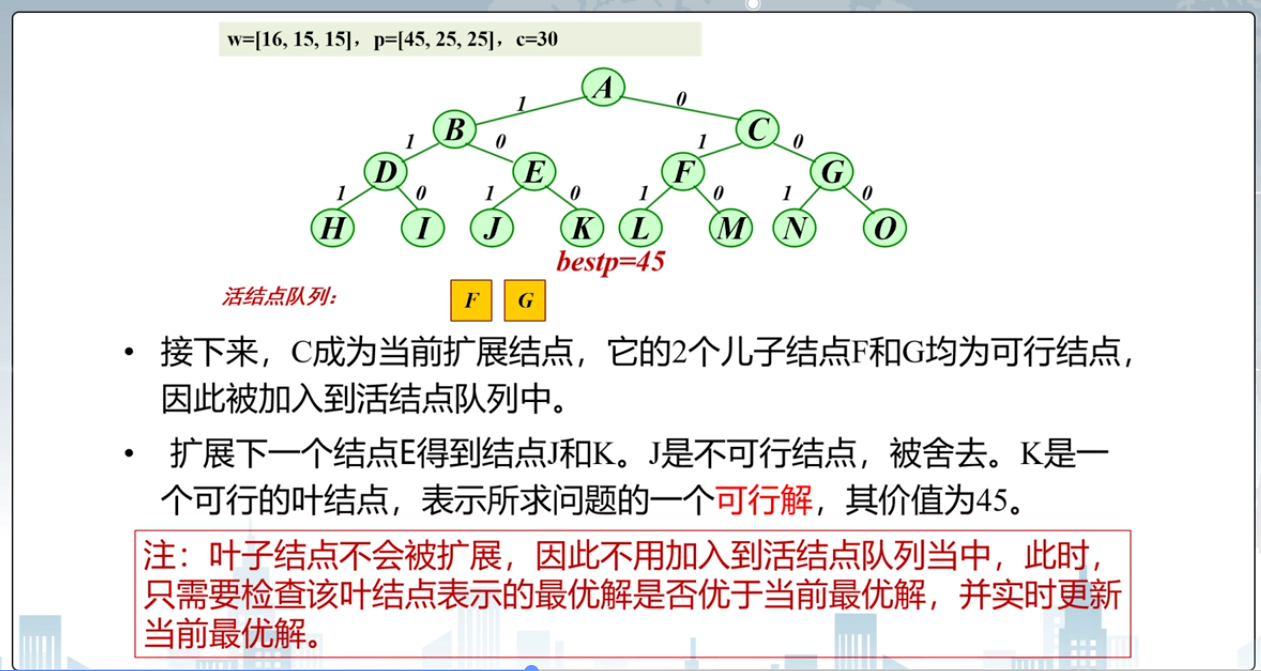 w=[16, 15, 15]，p=[45, 25, 25]，c=30
A
1
0
B
C
1
0
1
0
D
E
F
G
1
0
1
0
1
0
1
0
H
I
J
K
L
M
N
O
bestp=45
活结点队列：
F
G
• 接下来，C成为当前扩展结点，它的2个儿子结点F和G均为可行结点，
因此被加入到活结点队列中。
• 扩展下一个结点E得到结点J和K。J是不可行结点，被舍去。K是一
个可行的叶结点，表示所求问题的一个可行解，其价值为45。
注：叶子结点不会被扩展，因此不用加入到活结点队列当中，此时，
只需要检查该叶结点表示的最优解是否优于当前最优解，并实时更新
当前最优解。